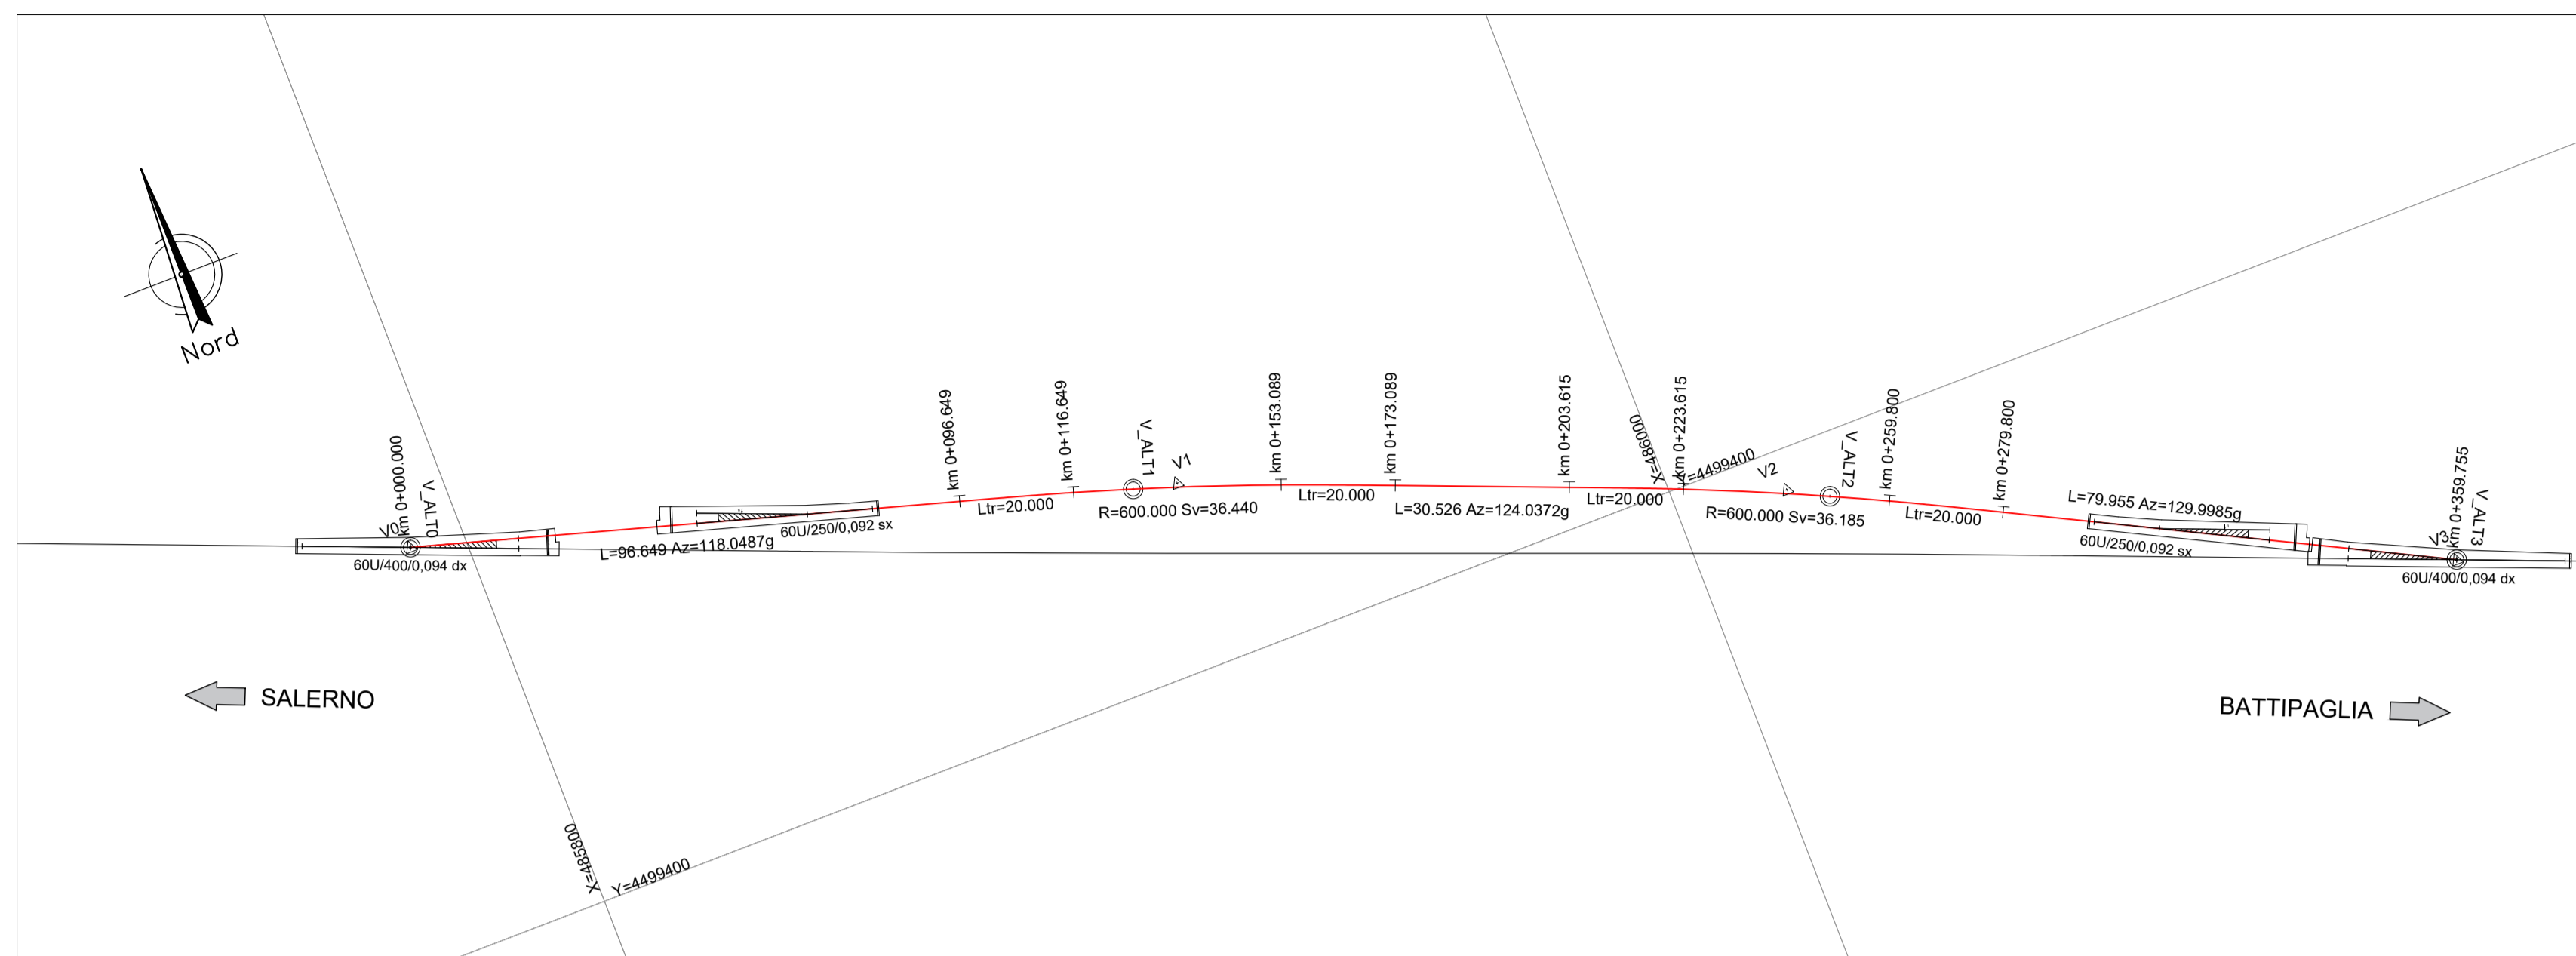 Nord
km 0+000.000
V0
V_ALT0
60U/400/0,094 dx
L=96.649 Az=118.0487g
60U/250/0,092 sx
km 0+096.649
Ltr=20.000
km 0+116.649
V_ALT1
V1
R=600.000 Sv=36.440
km 0+153.089
Ltr=20.000
km 0+173.089
L=30.526 Az=124.0372g
km 0+203.615
Ltr=20.000
X=486000
km 0+223.615
Y=4499400
V2
V_ALT2
R=600.000 Sv=36.185
km 0+259.800
Ltr=20.000
km 0+279.800
L=79.955 Az=129.9985g
60U/250/0,092 sx
V3
km 0+359.755
V_ALT3
60U/400/0,094 dx
SALERNO
BATTIPAGLIA
X=485800
Y=4499400